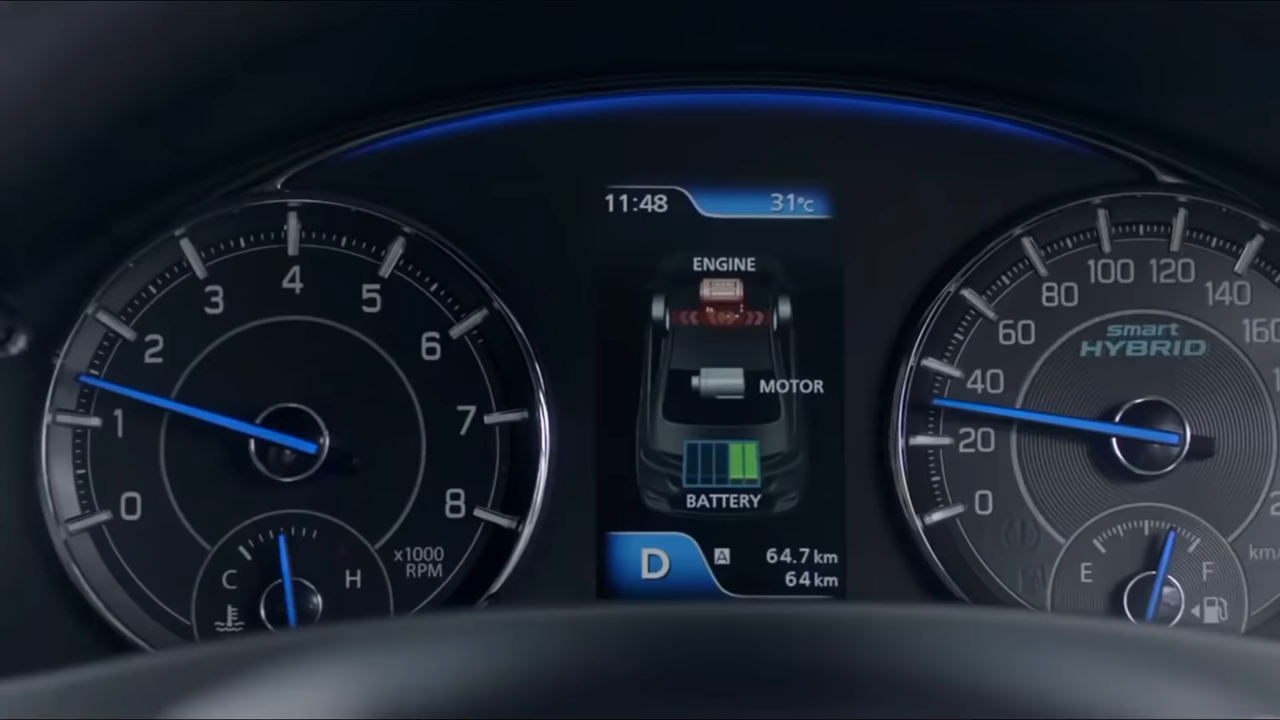 11:48 31°C
ENGINE
MOTOR
BATTERY
D A 64.7 km
64 km
0
1
2
3
4
5
6
7
8
x1000
RPM
C H
0
20
40
60
80
100
120
140
smart
HYBRID
E F